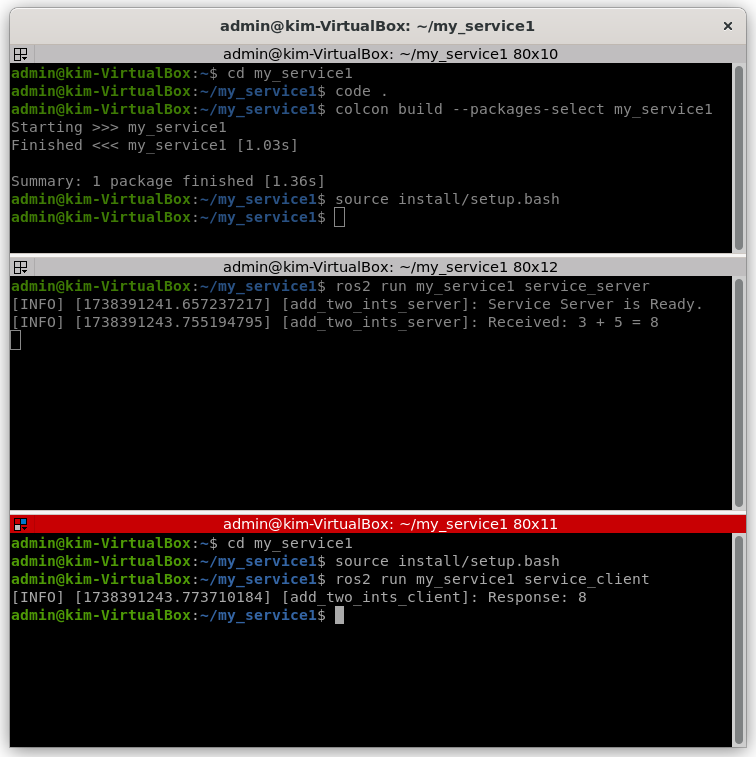 admin@kim-VirtualBox: ~/my_service1
admin@kim-VirtualBox: ~/my_service1 80x10
admin@kim-VirtualBox:~$ cd my_service1
admin@kim-VirtualBox:~/my_service1$ code .
admin@kim-VirtualBox:~/my_service1$ colcon build --packages-select my_service1
Starting >>> my_service1
Finished <<< my_service1 [1.03s]
Summary: 1 package finished [1.36s]
admin@kim-VirtualBox:~/my_service1$ source install/setup.bash
admin@kim-VirtualBox:~/my_service1$
admin@kim-VirtualBox: ~/my_service1 80x12
admin@kim-VirtualBox:~/my_service1$ ros2 run my_service1 service_server
[INFO] [1738391241.657237217] [add_two_ints_server]: Service Server is Ready.
[INFO] [1738391243.755194795] [add_two_ints_server]: Received: 3 + 5 = 8
admin@kim-VirtualBox: ~/my_service1 80x11
admin@kim-VirtualBox:~$ cd my_service1
admin@kim-VirtualBox:~/my_service1$ source install/setup.bash
admin@kim-VirtualBox:~/my_service1$ ros2 run my_service1 service_client
[INFO] [1738391243.773710184] [add_two_ints_client]: Response: 8
admin@kim-VirtualBox:~/my_service1$